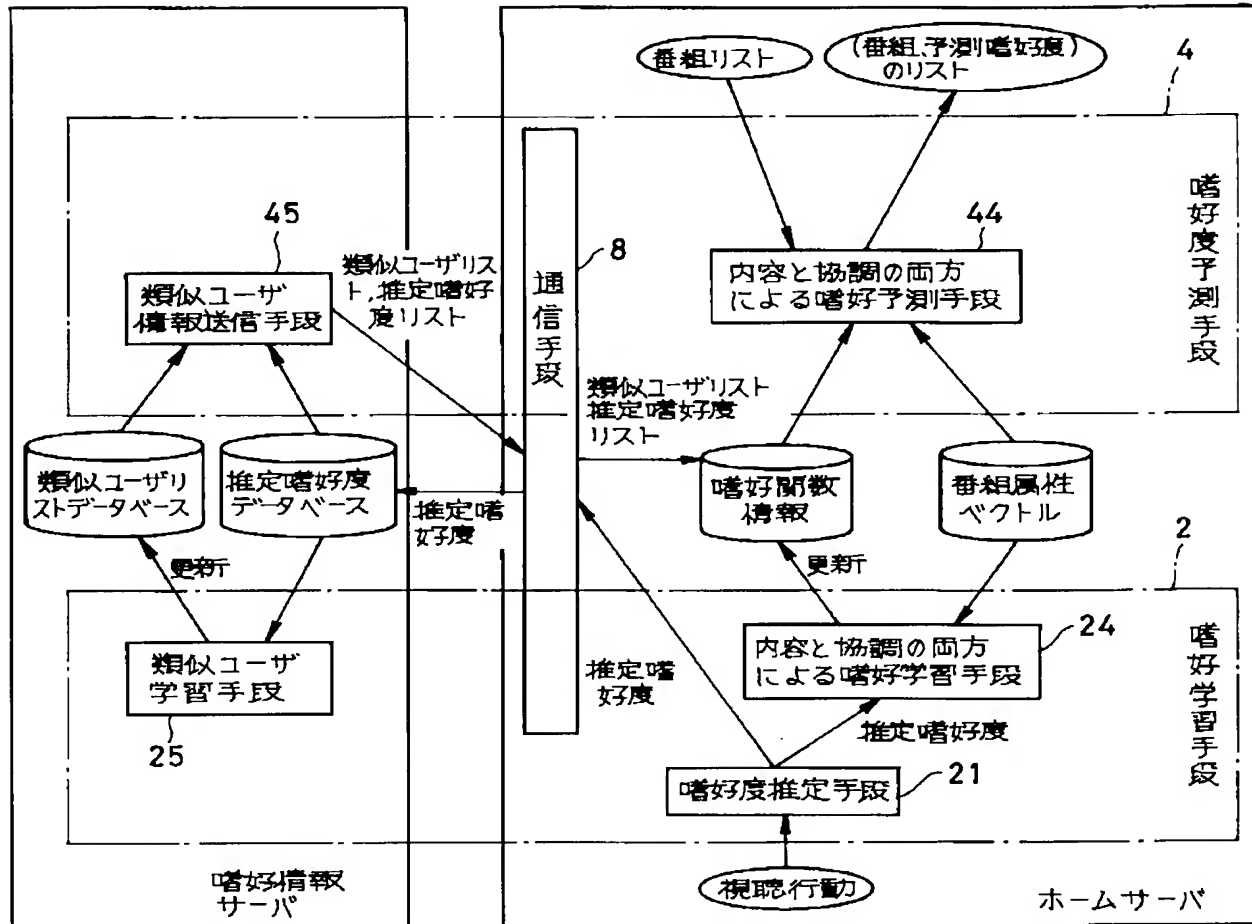 番組リスト
(番組、予測嗜好度)
のリスト
4
嗜好度予測手段
45
類似ユーザ
情報送信手段
類似ユーザリス
ト,推定嗜好
度リスト
8
通信手段
44
内容と協調の両方
による嗜好予測手段
類似ユーザリスト
推定嗜好度
リスト
類似ユーザリ
ストデータベース
推定嗜好度
データベース
推定嗜
好度
嗜好関数
情報
番組属性
ベクトル
2
更新
更新
類似ユーザ
学習手段
25
推定嗜
好度
内容と協調の両方
による嗜好学習手段
24
推定嗜好度
嗜好学習手段
嗜好度推定手段
21
視聴行動
嗜好情報
サーバ
ホームサーバ